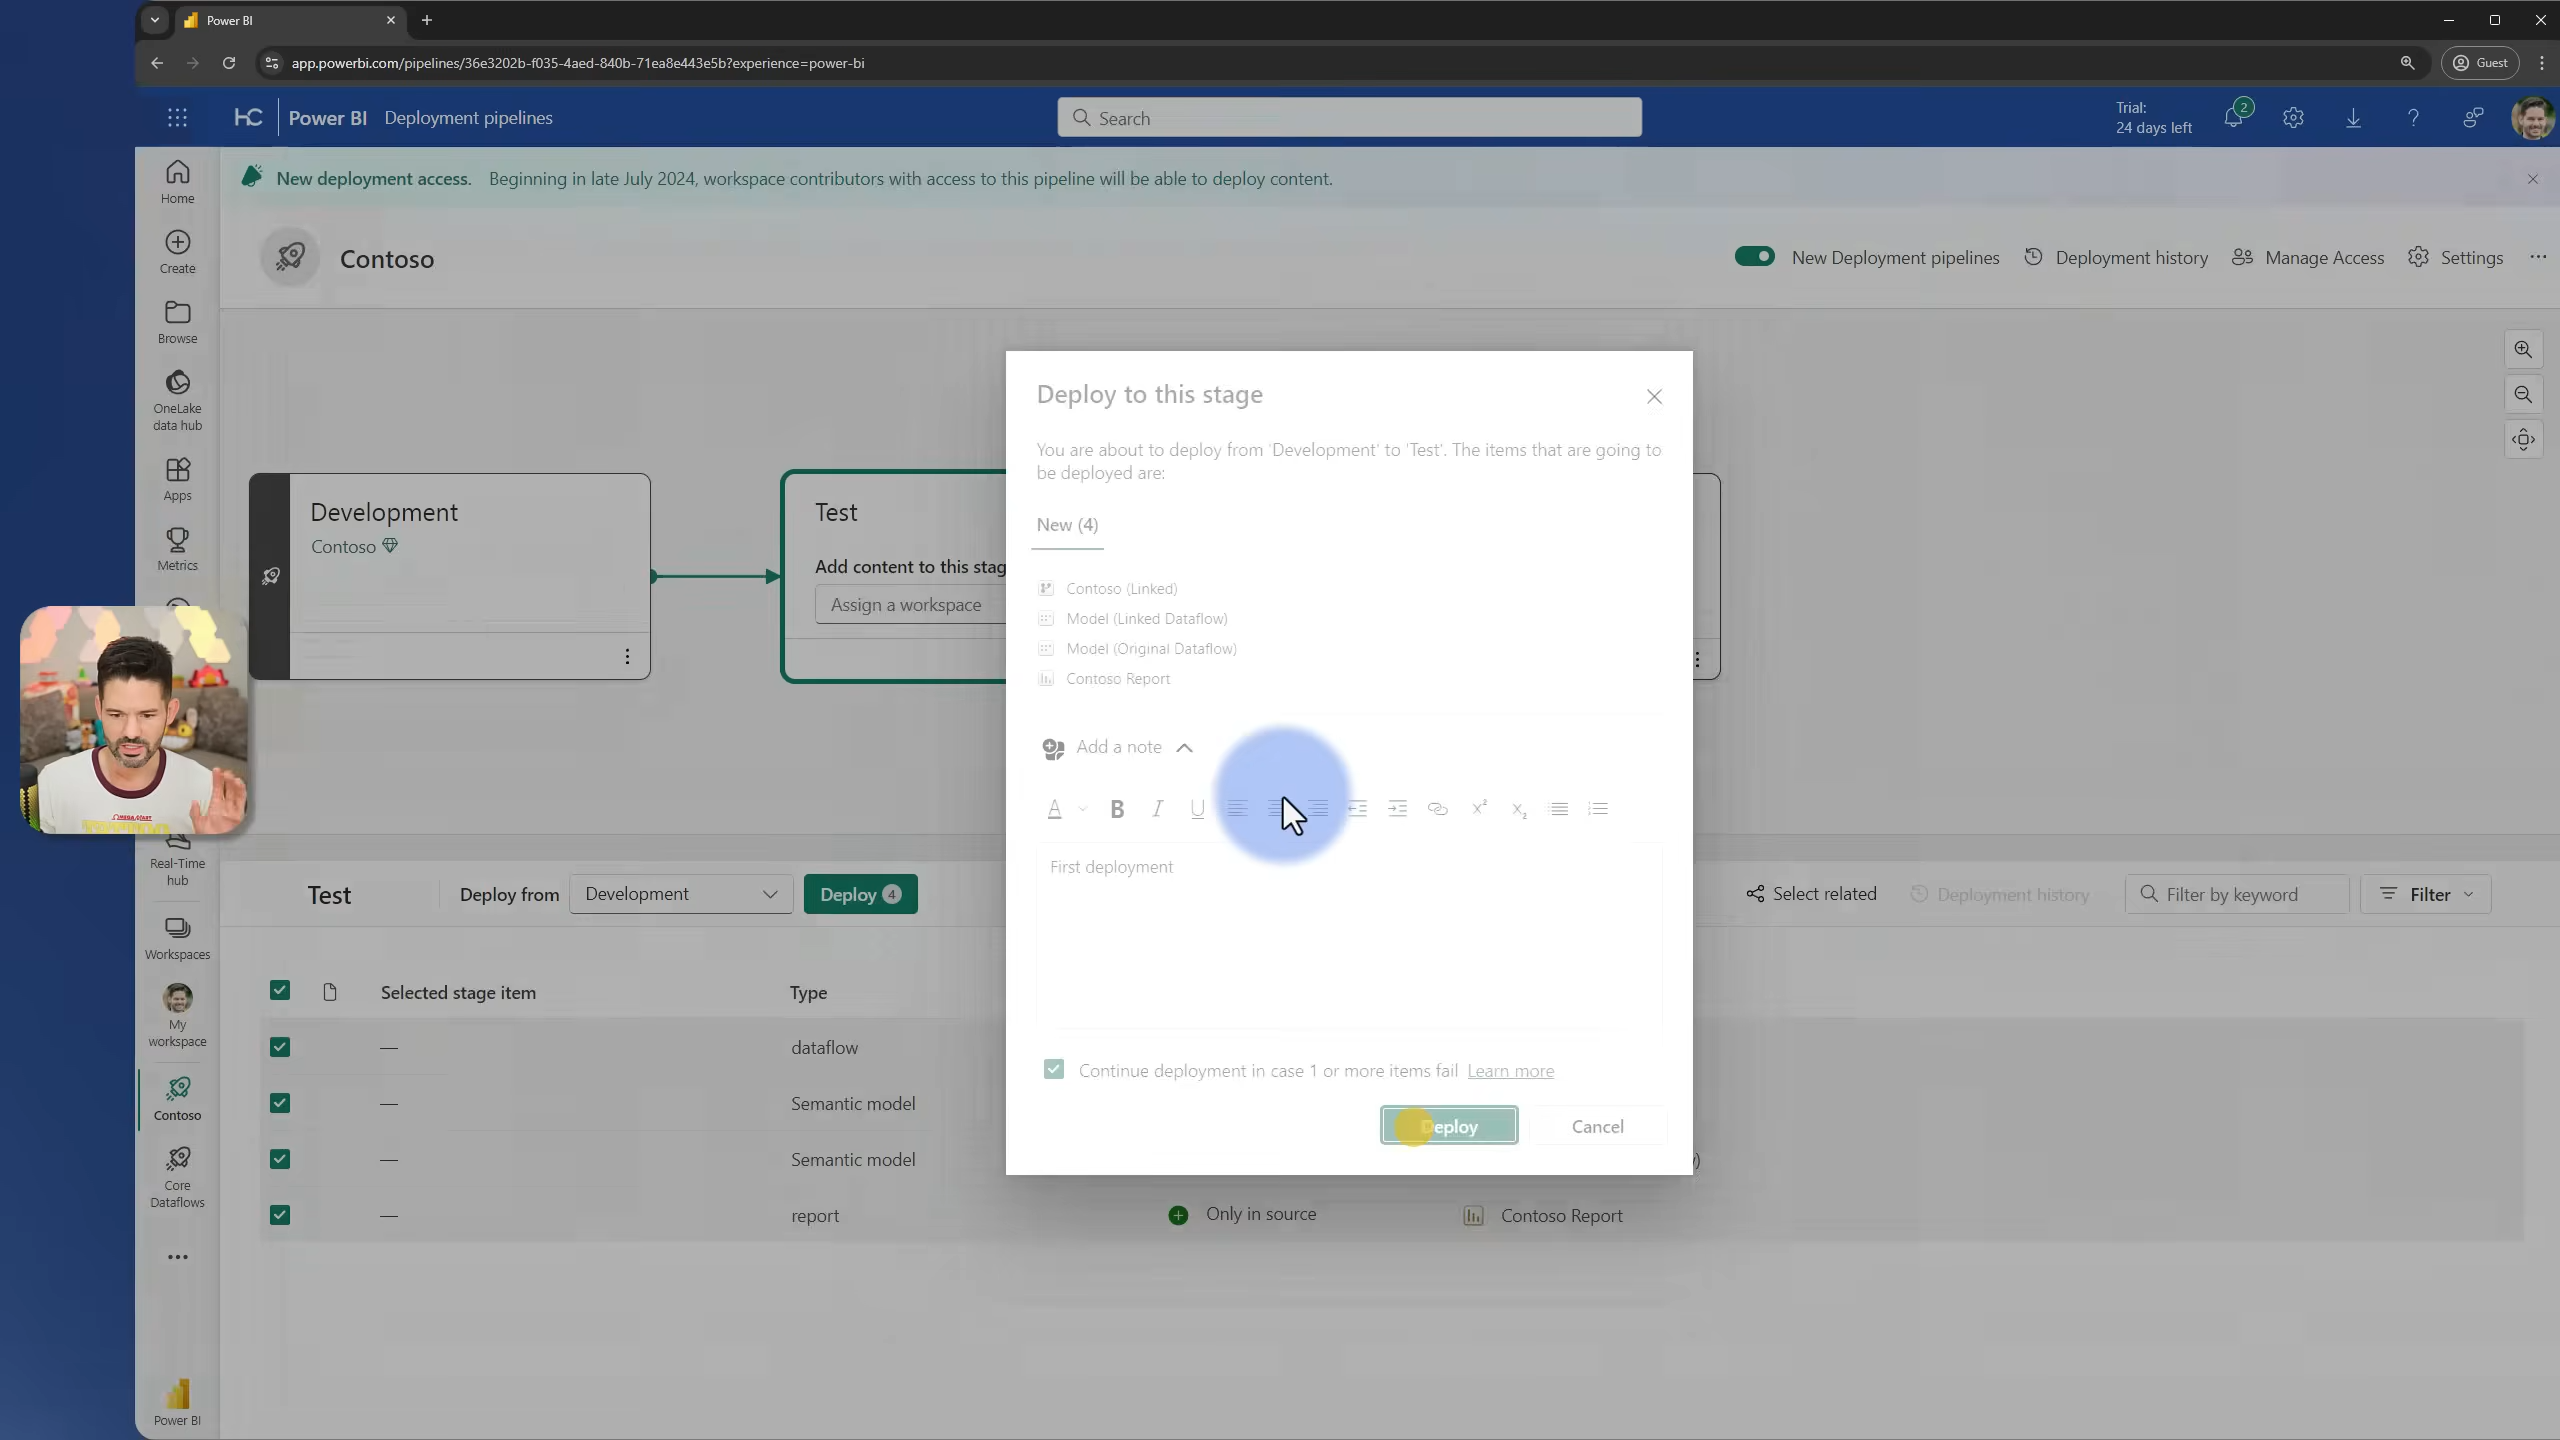 Power BI
app.powerbi.com/pipelines/36e3202b-f035-4aed-840b-71ea8e443e5b?experience=power-bi
Guest
Power BI Deployment pipelines
Search
Trial:
24 days left
2
New deployment access. Beginning in late July 2024, workspace contributors with access to this pipeline will be able to deploy content.
Home
Create
Browse
OneLake
data hub
Apps
Metrics
Real-Time
hub
Workspaces
My
workspace
Contoso
Core
Dataflows
Power BI
Contoso
New Deployment pipelines
Deployment history
Manage Access
Settings
Development
Contoso
Test
Add content to this stag
Assign a workspace
Deploy to this stage
You are about to deploy from 'Development' to 'Test'. The items that are going to
be deployed are:
New (4)
Contoso (Linked)
Model (Linked Dataflow)
Model (Original Dataflow)
Contoso Report
Add a note
A B I U x² x₂
First deployment
Continue deployment in case 1 or more items fail Learn more
Deploy
Cancel
Test
Deploy from
Development
Deploy 4
Select related
Deployment history
Filter by keyword
Filter
Selected stage item
Type
— dataflow
— Semantic model
— Semantic model
— report
Only in source
Contoso Report